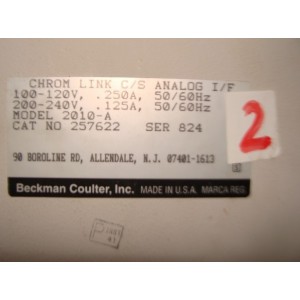 CHROM LINK C/S ANALOG I/F
100-120V, .250A, 50/60Hz
200-240V, .125A, 50/60Hz
MODEL 2010-A
CAT NO 257622 SER 824
2
90 BOROLINE RD, ALLENDALE, N.J. 07401-1613
Beckman Coulter, Inc. MADE IN U.S.A. MARCA REG